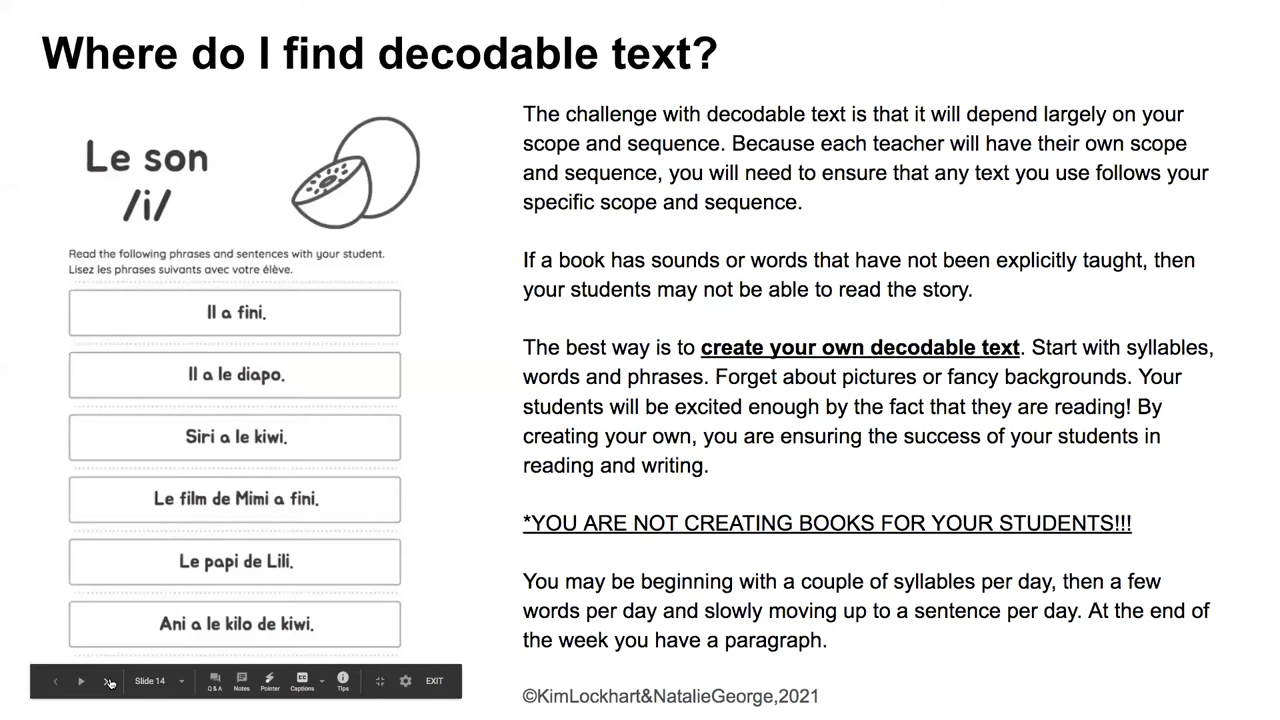 Where do I find decodable text?
Le son
/i/
Read the following phrases and sentences with your student.
Lisez les phrases suivants avec votre élève.
Il a fini.
Il a le diapo.
Siri a le kiwi.
Le film de Mimi a fini.
Le papi de Lili.
Ani a le kilo de kiwi.
The challenge with decodable text is that it will depend largely on your
scope and sequence. Because each teacher will have their own scope
and sequence, you will need to ensure that any text you use follows your
specific scope and sequence.
If a book has sounds or words that have not been explicitly taught, then
your students may not be able to read the story.
The best way is to create your own decodable text. Start with syllables,
words and phrases. Forget about pictures or fancy backgrounds. Your
students will be excited enough by the fact that they are reading! By
creating your own, you are ensuring the success of your students in
reading and writing.
*YOU ARE NOT CREATING BOOKS FOR YOUR STUDENTS!!!
You may be beginning with a couple of syllables per day, then a few
words per day and slowly moving up to a sentence per day. At the end of
the week you have a paragraph.
©KimLockhart&NatalieGeorge,2021
Slide 14
Q & A
Notes
Pointer
Captions
Tips
EXIT